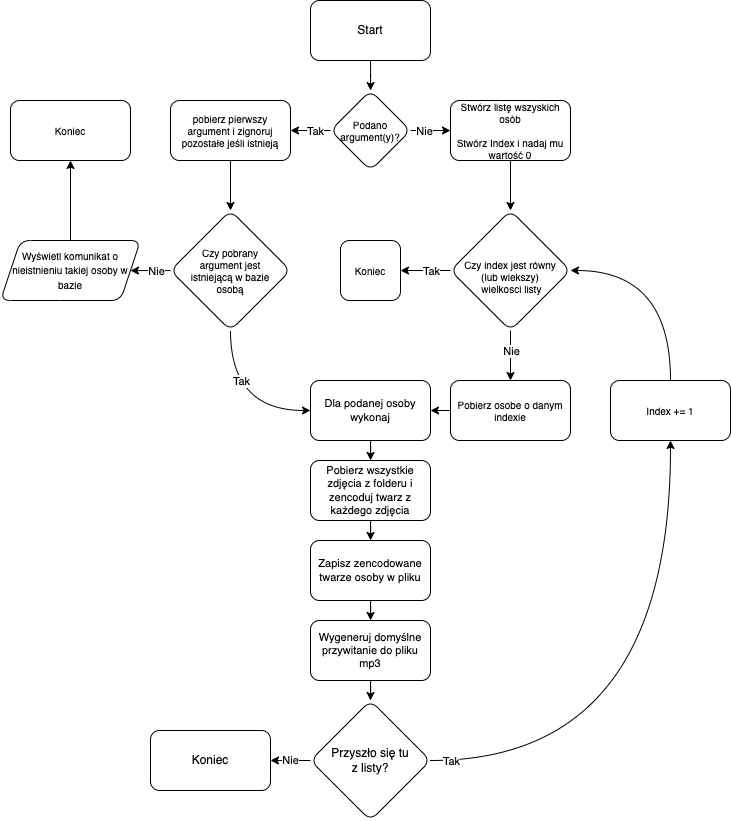 Start
Podano
argument(y)?
Tak
Nie
pobierz pierwszy
argument i zignoruj
pozostałe jeśli istnieją
Stwórz listę wszyskich
osób
Stwórz Index i nadaj mu
wartość 0
Koniec
Czy pobrany
argument jest
istniejącą w bazie
osobą
Nie
Wyświetl komunikat o
nieistnieniu takiej osoby w
bazie
Czy index jest równy
(lub wiekszy)
wielkosci listy
Tak
Koniec
Nie
Tak
Dla podanej osoby
wykonaj
Pobierz osobe o danym
indexie
Index += 1
Pobierz wszystkie
zdjęcia z folderu i
zencoduj twarz z
każdego zdjęcia
Zapisz zencodowane
twarze osoby w pliku
Wygeneruj domyślne
przywitanie do pliku
mp3
Przyszło się tu
z listy?
Nie
Koniec
Tak